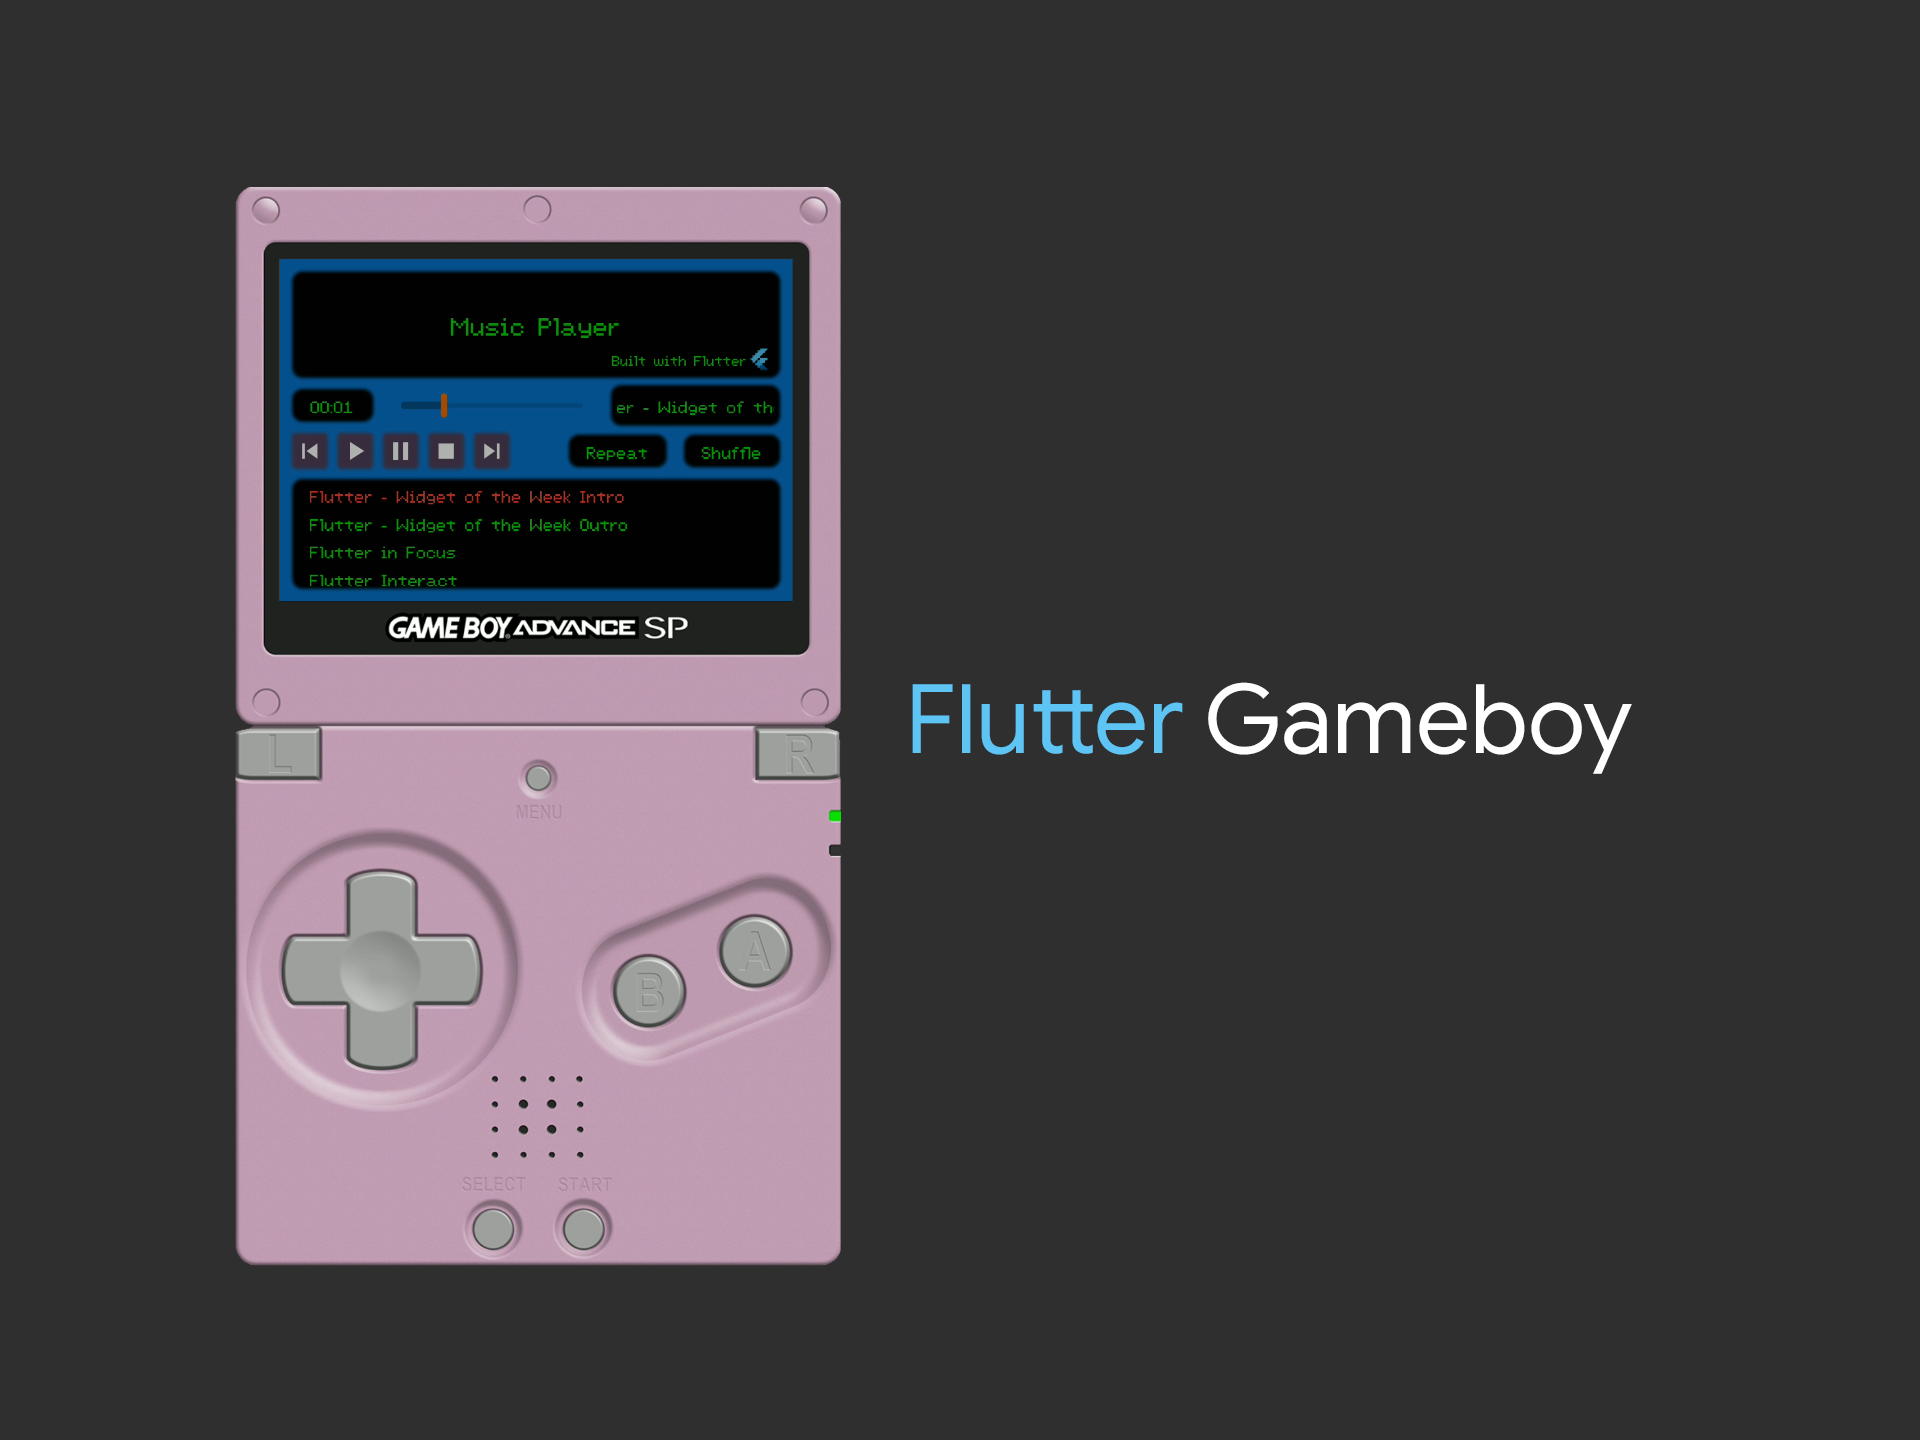 Music Player
Built with Flutter
00:01
er - Widget of th
Repeat
Shuffle
Flutter - Widget of the Week Intro
Flutter - Widget of the Week Outro
Flutter in Focus
Flutter Interact
GAME BOY ADVANCE SP
Flutter Gameboy
L
R
MENU
A
B
SELECT
START